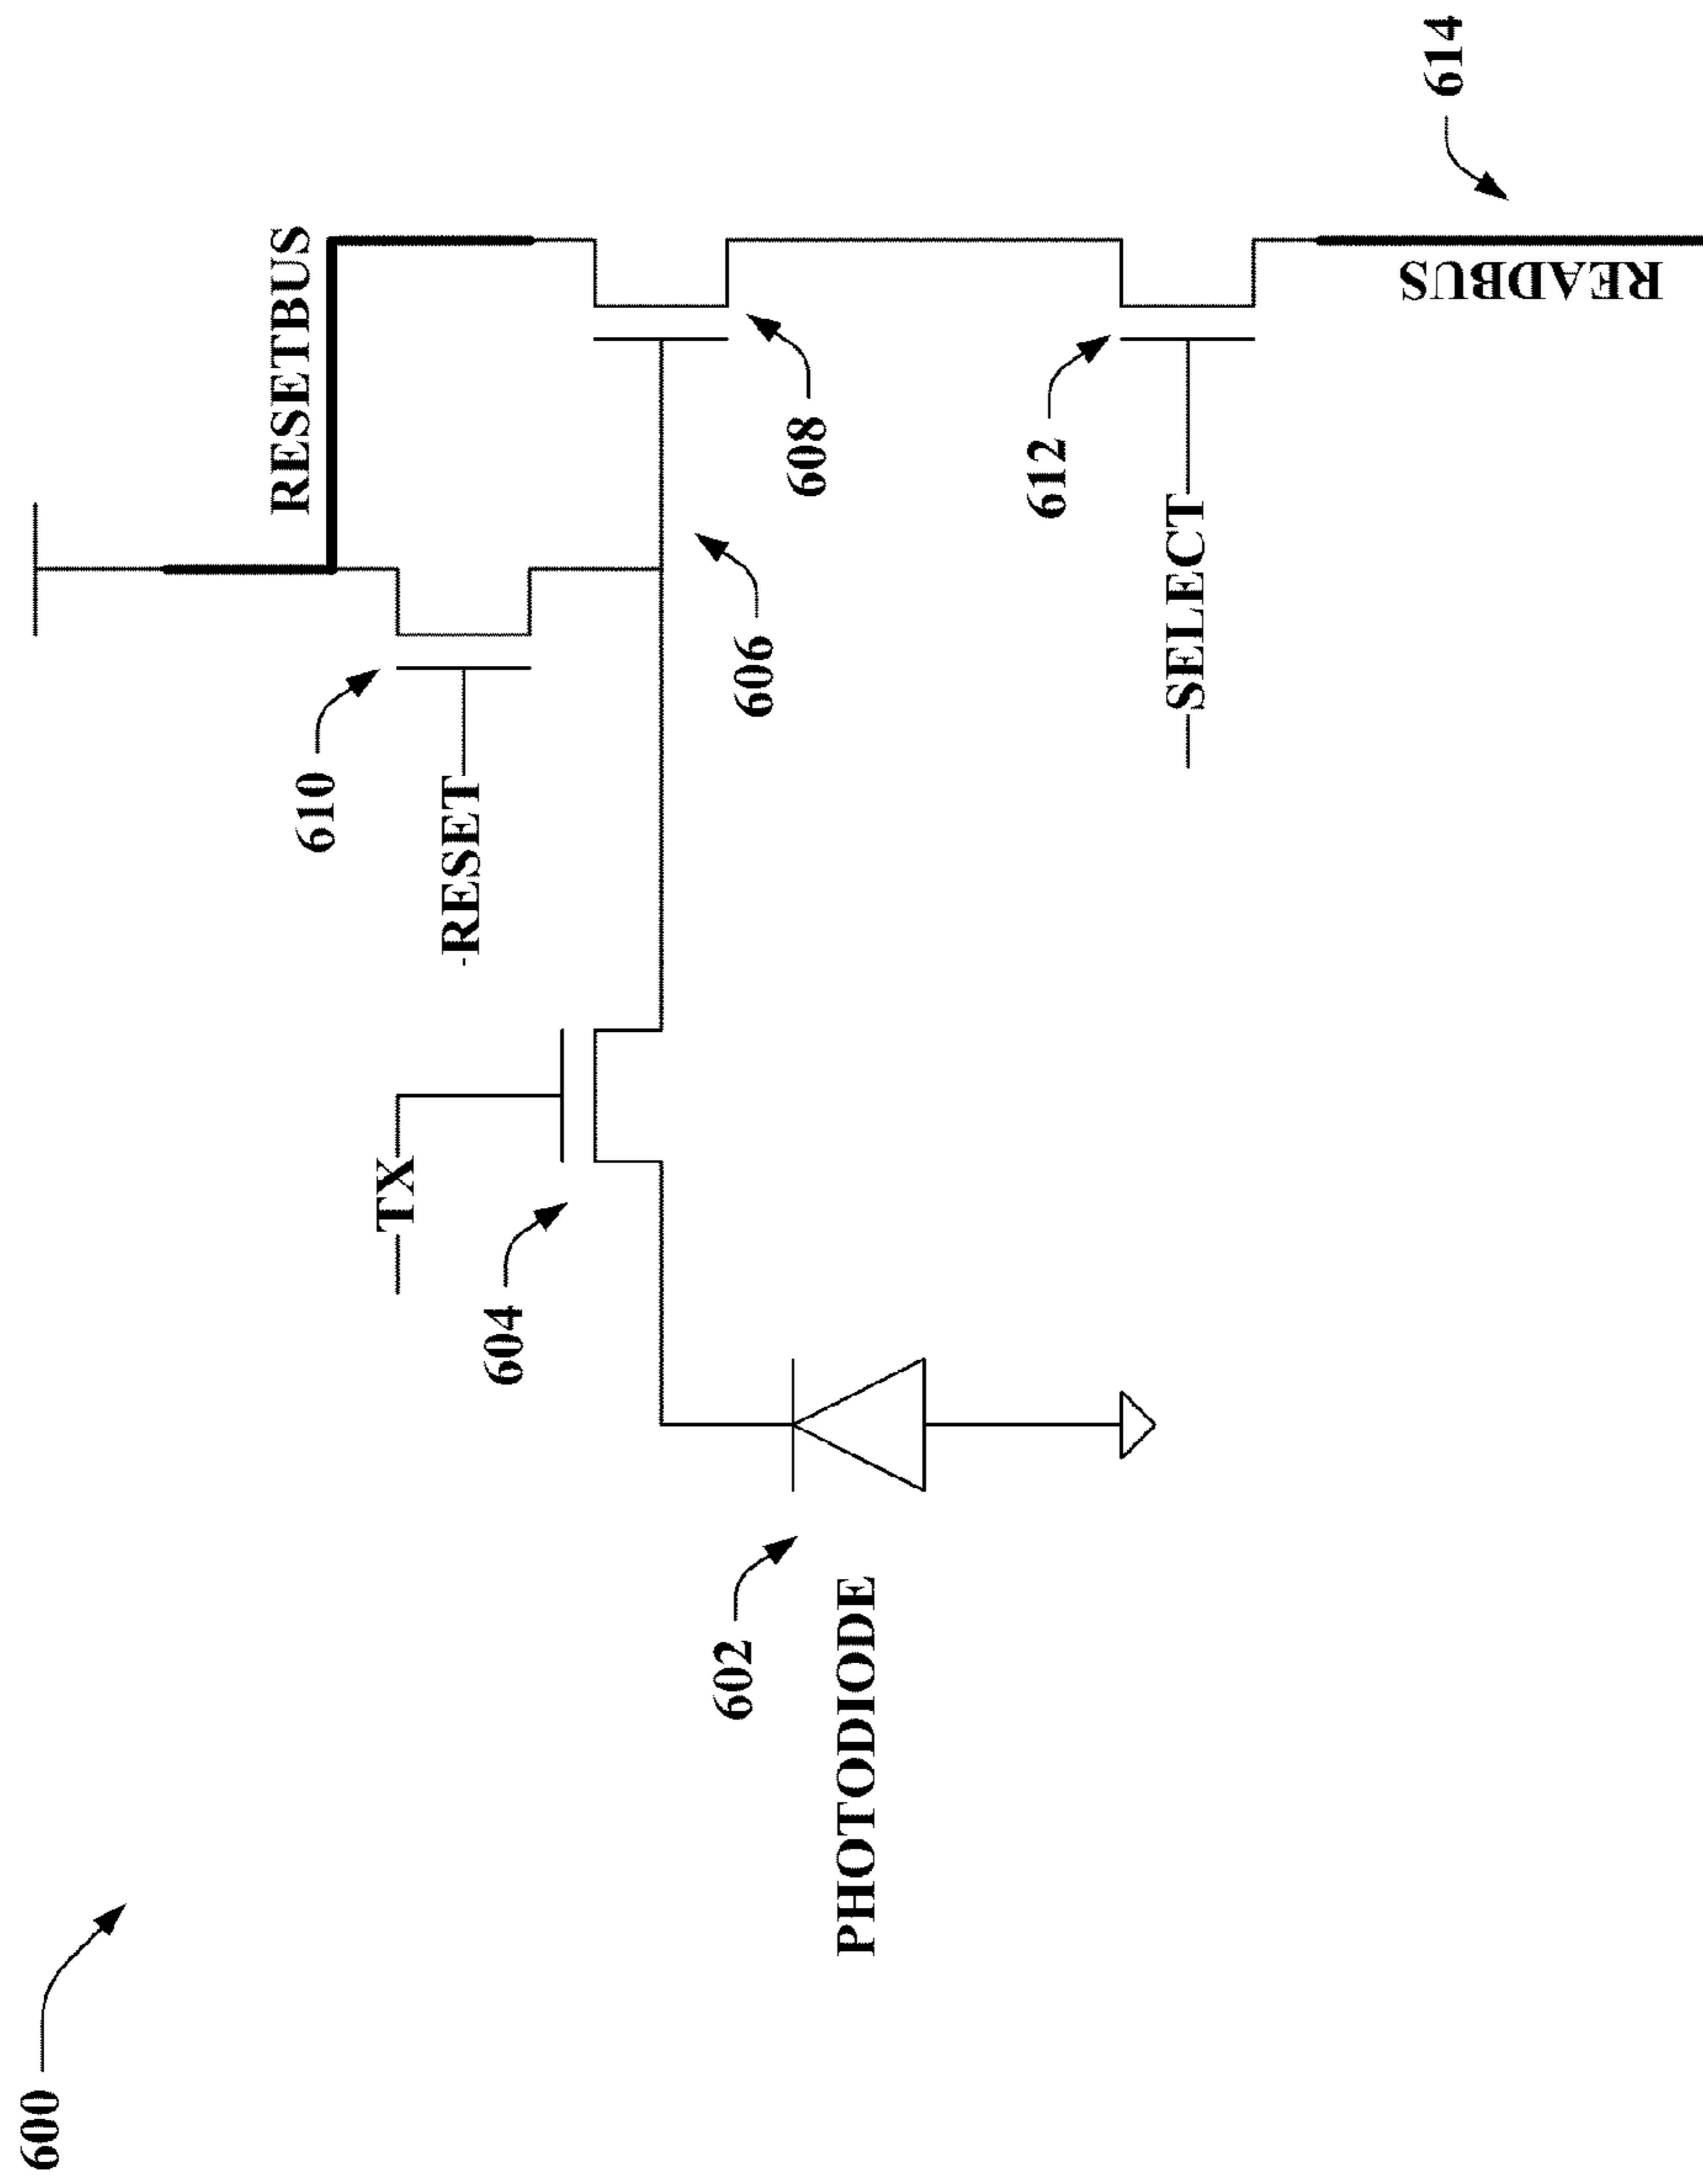 600
RESETBUS
610
RESET
TX
604
606
608
612
SELECT
602
PHOTODIODE
READBUS
614